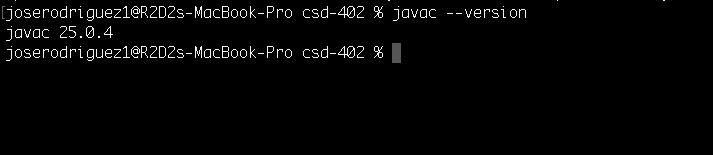 [joserodriguez1@R2D2s-MacBook-Pro csd-402 % javac --version
javac 25.0.4
joserodriguez1@R2D2s-MacBook-Pro csd-402 %